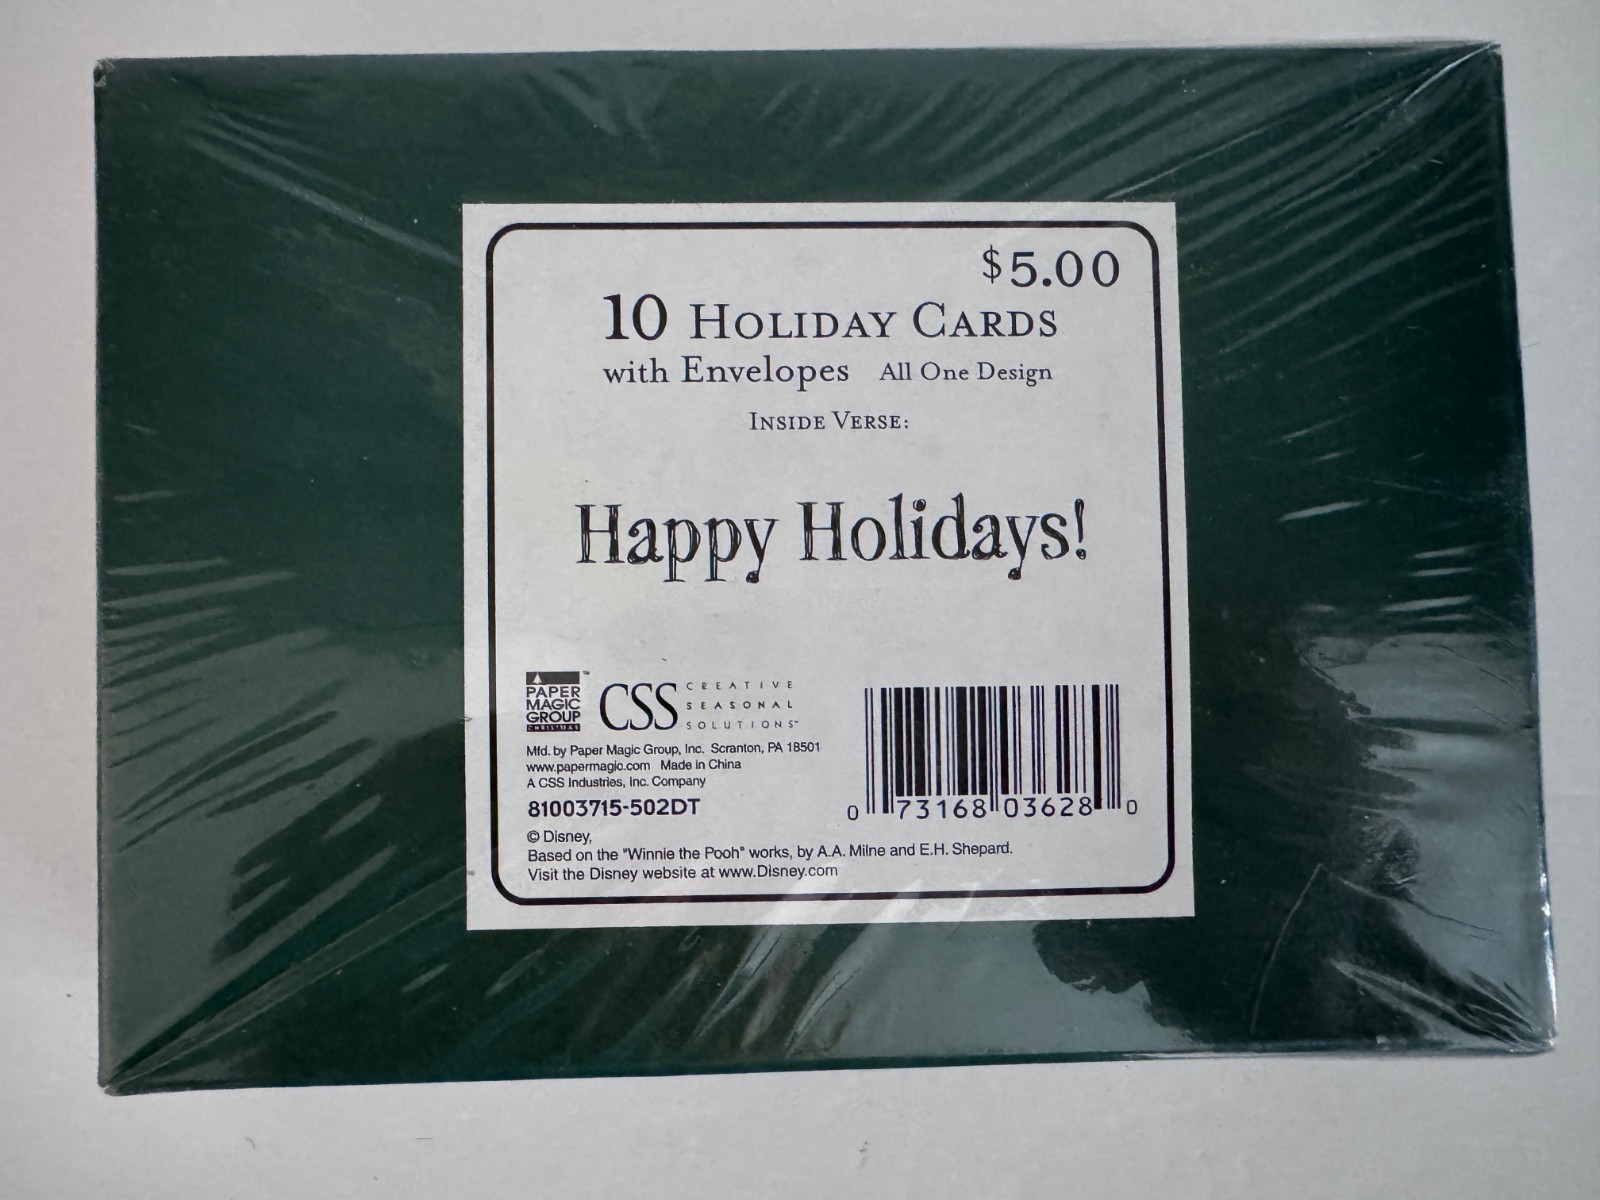 $5.00
10 HOLIDAY CARDS
with Envelopes All One Design
INSIDE VERSE:
Happy Holidays!
PAPER
MAGIC
GROUP™
CHRISTMAS
CSS CREATIVE
SEASONAL
SOLUTIONS
Mfd. by Paper Magic Group, Inc. Scranton, PA 18501
www.papermagic.com Made in China
A CSS Industries, Inc. Company
81003715-502DT
0 73168 03628 0
© Disney,
Based on the "Winnie the Pooh" works, by A.A. Milne and E.H. Shepard.
Visit the Disney website at www.Disney.com